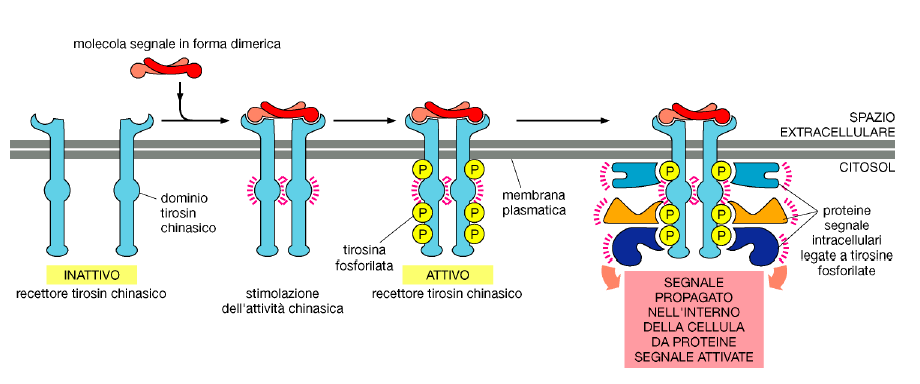 molecola segnale in forma dimerica
SPAZIO
EXTRACELLULARE
CITOSOL
dominio
tirosin
chinasico
P
P
P
P
P
P
tirosina
fosforilata
membrana
plasmatica
P
P
P
P
P
P
proteine
segnale
intracellulari
legate a tirosine
fosforilate
INATTIVO
recettore tirosin chinasico
stimolazione
dell'attività chinasica
ATTIVO
recettore tirosin chinasico
SEGNALE
PROPAGATO
NELL'INTERNO
DELLA CELLULA
DA PROTEINE
SEGNALE ATTIVATE